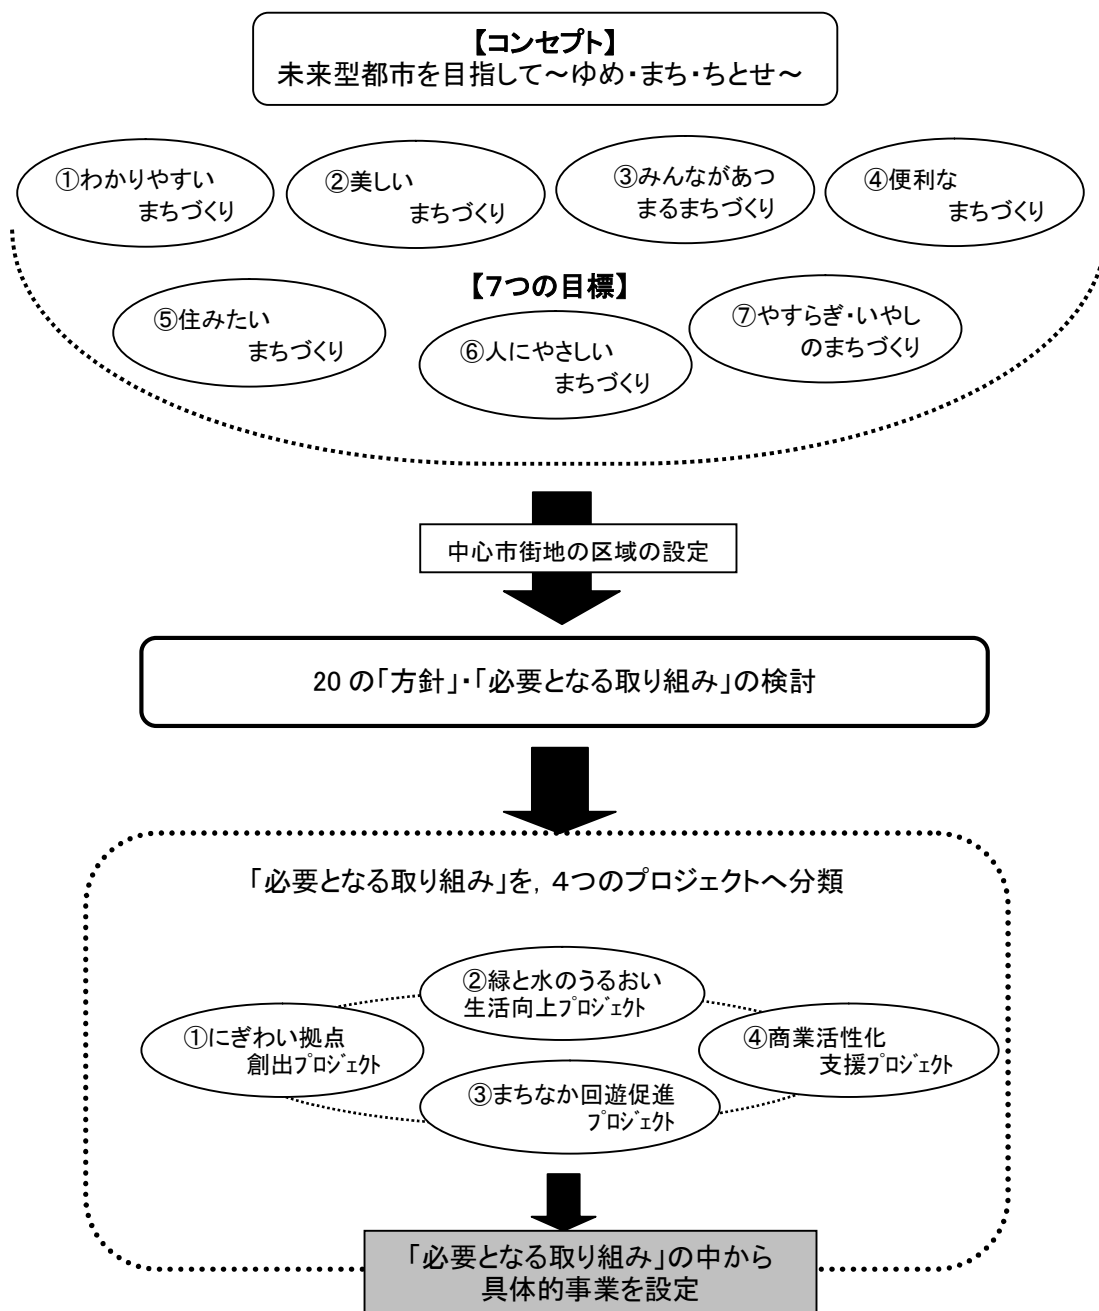 【コンセプト】
未来型都市を目指して～ゆめ・まち・ちとせ～
①わかりやすい
まちづくり
②美しい
まちづくり
③みんながあつ
まるまちづくり
④便利な
まちづくり
【7つの目標】
⑤住みたい
まちづくり
⑥人にやさしい
まちづくり
⑦やすらぎ・いやし
のまちづくり
中心市街地の区域の設定
20 の「方針」・「必要となる取り組み」の検討
「必要となる取り組み」を，４つのプロジェクトへ分類
①にぎわい拠点
創出プロジェクト
②緑と水のうるおい
生活向上プロジェクト
③まちなか回遊促進
プロジェクト
④商業活性化
支援プロジェクト
「必要となる取り組み」の中から
具体的事業を設定